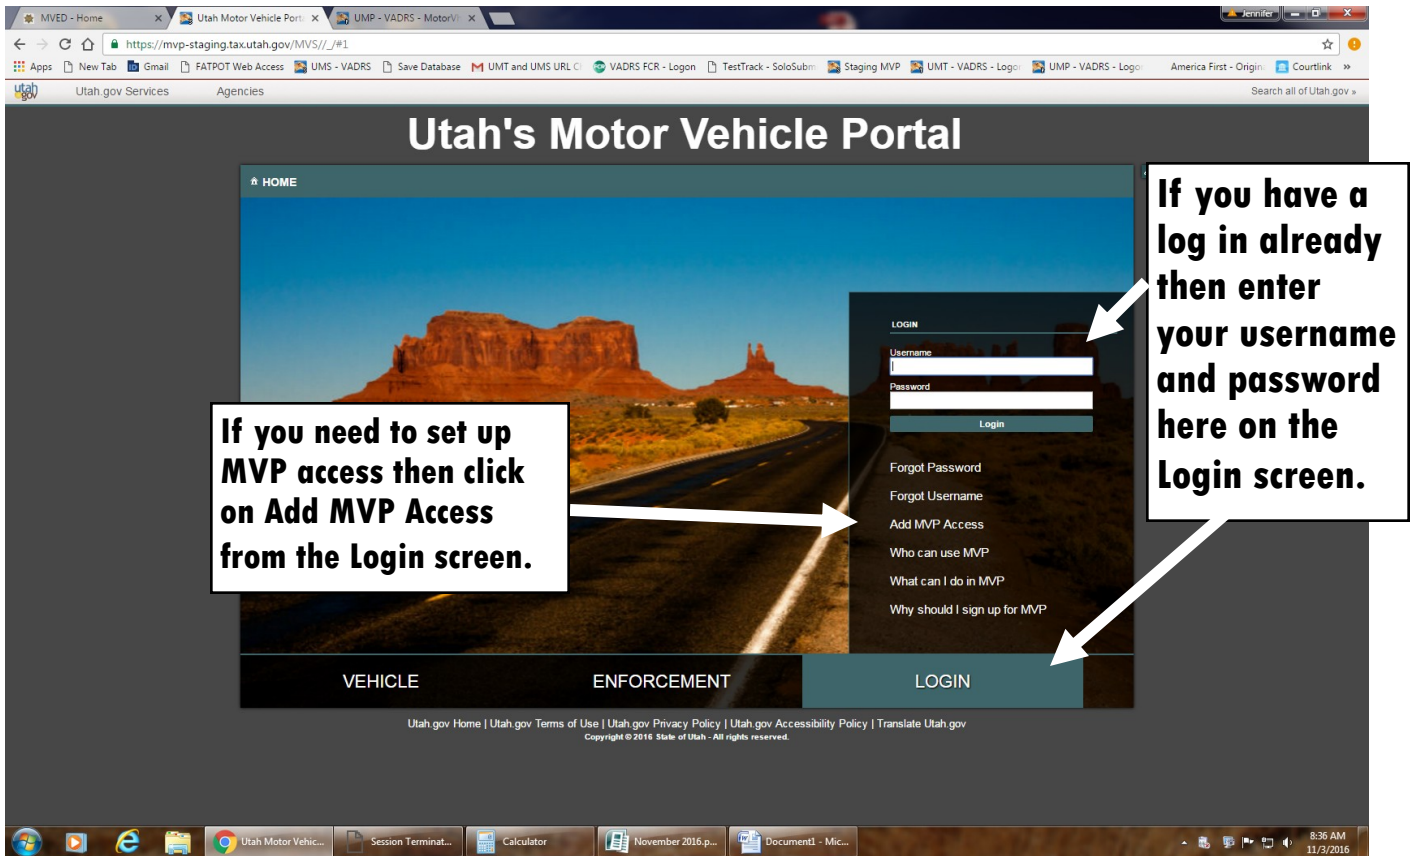 MVED - Home
Utah Motor Vehicle Port
UMP - VADRS - MotorV
Jennifer
https://mvp-staging.tax.utah.gov/MVS//_/#1
Apps New Tab Gmail FATPOT Web Access UMS - VADRS Save Database UMT and UMS URL C VADRS FCR - Logon TestTrack - SoloSubm Staging MVP UMT - VADRS - Logor UMP - VADRS - Logo America First - Origin Courtlink »
utah gov Utah.gov Services Agencies Search all of Utah.gov »
Utah's Motor Vehicle Portal
HOME
If you have a
log in already
then enter
your username
and password
here on the
Login screen.
LOGIN
Username
Password
Login
If you need to set up
MVP access then click
on Add MVP Access
from the Login screen.
Forgot Password
Forgot Username
Add MVP Access
Who can use MVP
What can I do in MVP
Why should I sign up for MVP
VEHICLE ENFORCEMENT LOGIN
Utah.gov Home | Utah.gov Terms of Use | Utah.gov Privacy Policy | Utah.gov Accessibility Policy | Translate Utah.gov
Copyright © 2016 State of Utah - All rights reserved.
Utah Motor Vehic...
Session Terminat...
Calculator
November 2016.p...
Document1 - Mic...
8:36 AM
11/3/2016